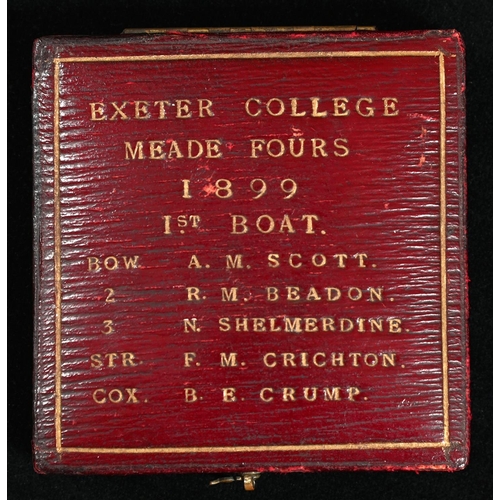 EXETER COLLEGE
MEADE FOURS
1899
1ST BOAT.
BOW. A. M. SCOTT.
2 R. M. BEADON.
3 N. SHELMERDINE.
STR. F. M. CRICHTON.
COX. B. E. CRUMP.